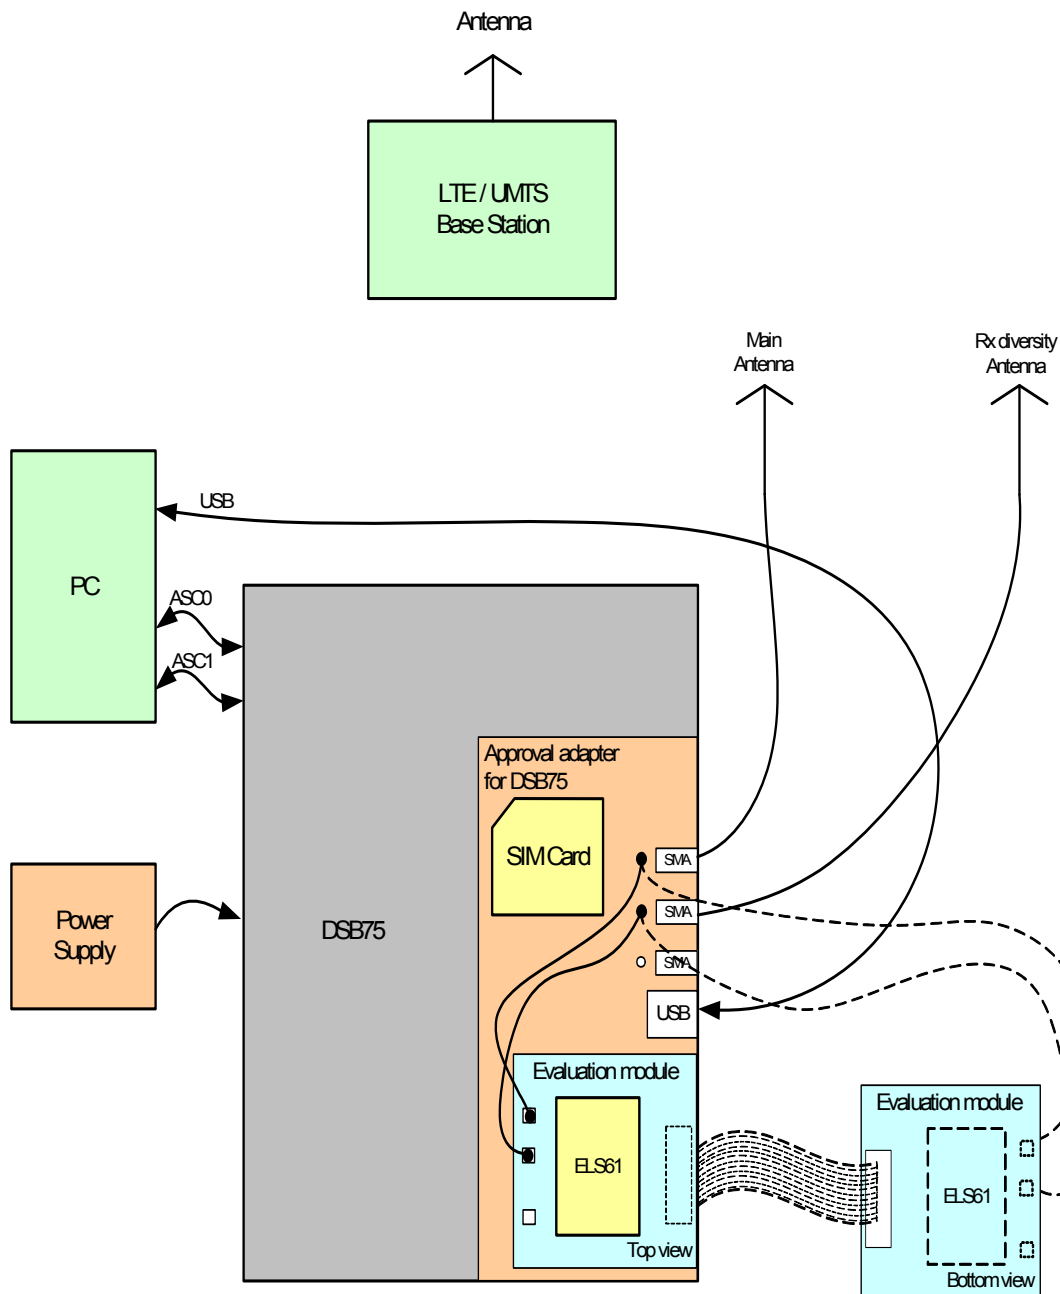 Antenna
LTE / UMTS
Base Station
Main
Antenna
Rx diversity
Antenna
USB
PC
ASC0
ASC1
Approval adapter
for DSB75
SIM Card
SMA
SMA
SMA
USB
Power
Supply
DSB75
Evaluation module
ELS61
Top view
Evaluation module
ELS61
Bottom view